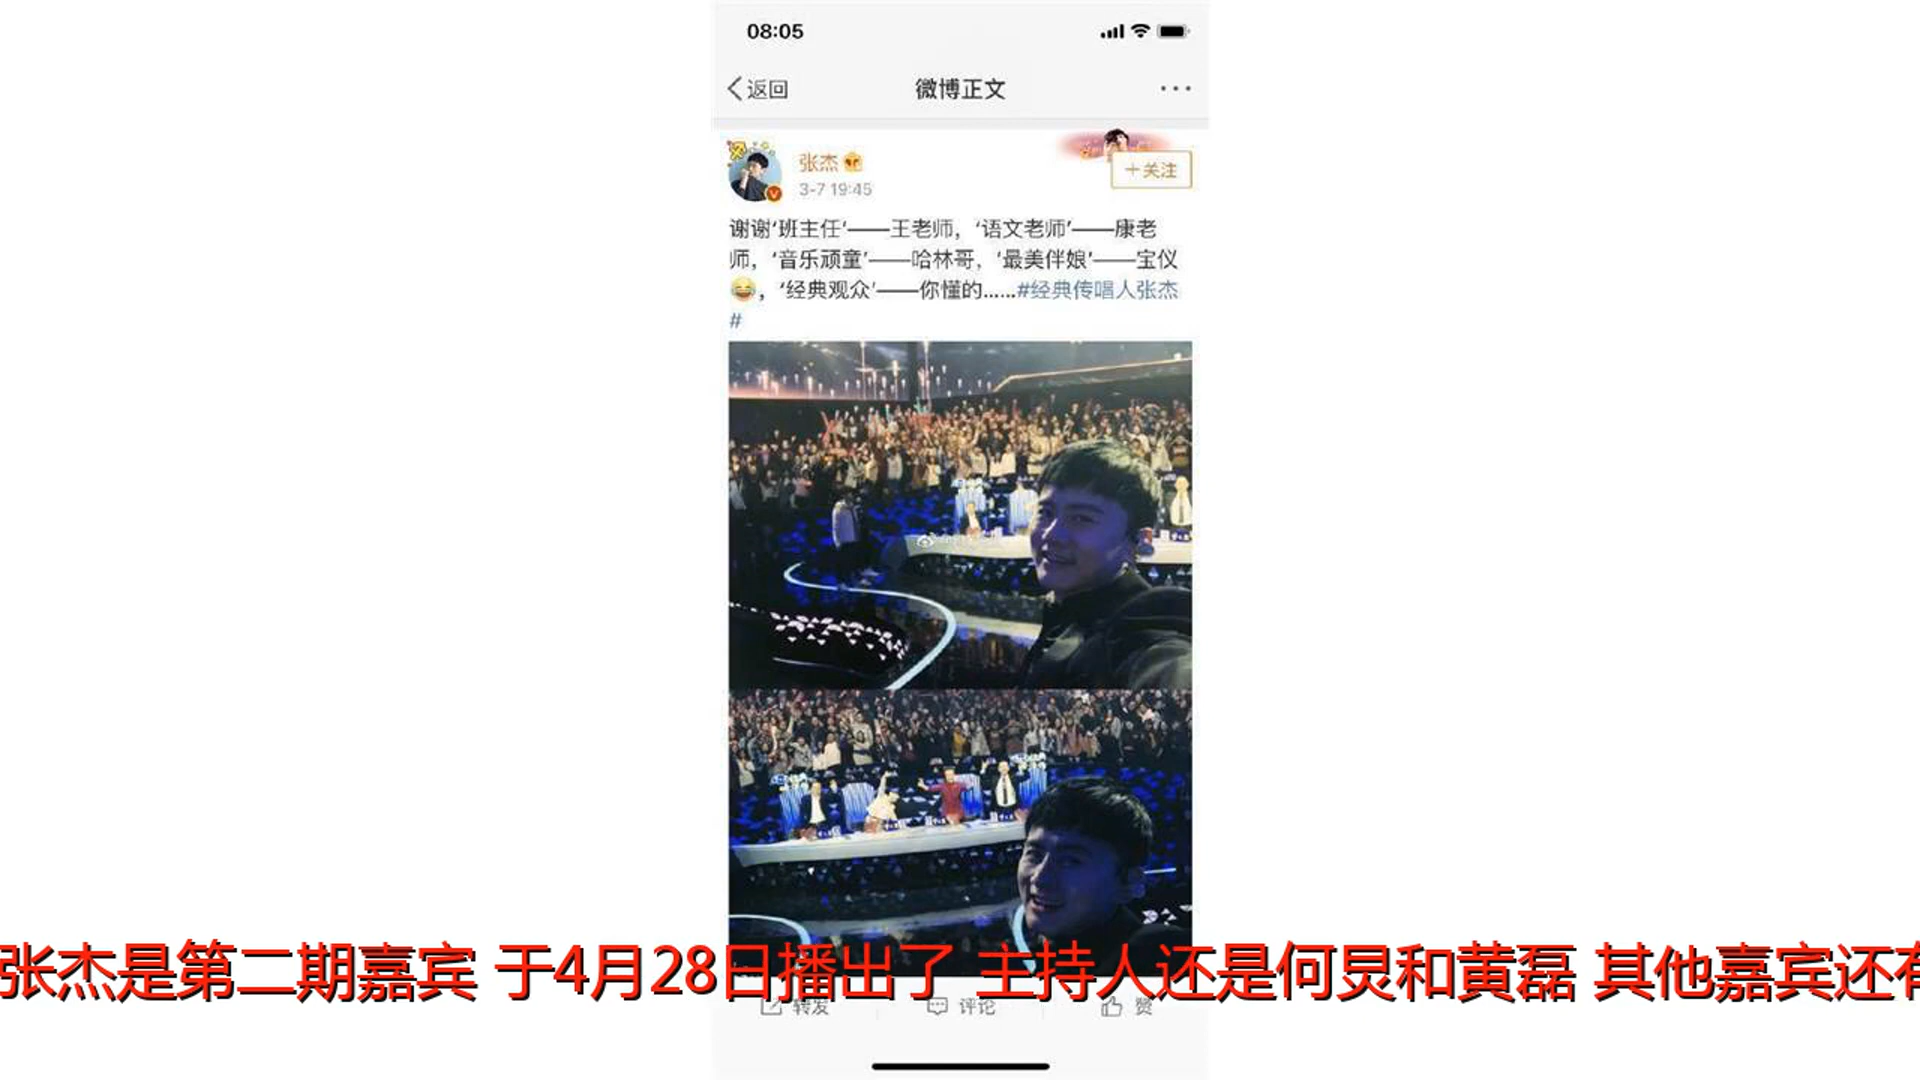 08:05
返回
微博正文
张杰
+关注
3-7 19:45
谢谢‘班主任’——王老师，‘语文老师’——康老
师，‘音乐顽童’——哈林哥，‘最美伴娘’——宝仪
😂，‘经典观众’——你懂的......#经典传唱人张杰
#
张杰是第二期嘉宾 于4月28日播出了 主持人还是何炅和黄磊 其他嘉宾还有
转发
评论
赞